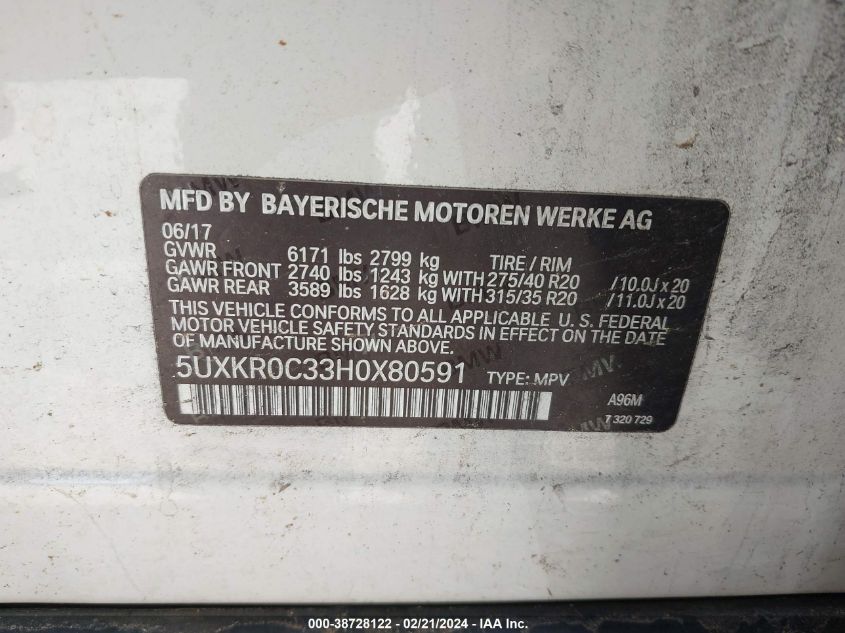 MFD BY BAYERISCHE MOTOREN WERKE AG
06/17
GVWR 6171 lbs 2799 kg TIRE / RIM
GAWR FRONT 2740 lbs 1243 kg WITH 275/40 R20 /10.0J x 20
GAWR REAR 3589 lbs 1628 kg WITH 315/35 R20 /11.0J x 20
THIS VEHICLE CONFORMS TO ALL APPLICABLE U. S. FEDERAL
MOTOR VEHICLE SAFETY STANDARDS IN EFFECT ON THE DATE
OF MANUFACTURE SHOWN ABOVE.
5UXKR0C33H0X80591 TYPE: MPV
A96M
7 320 729
000-38728122 - 02/21/2024 - IAA Inc.